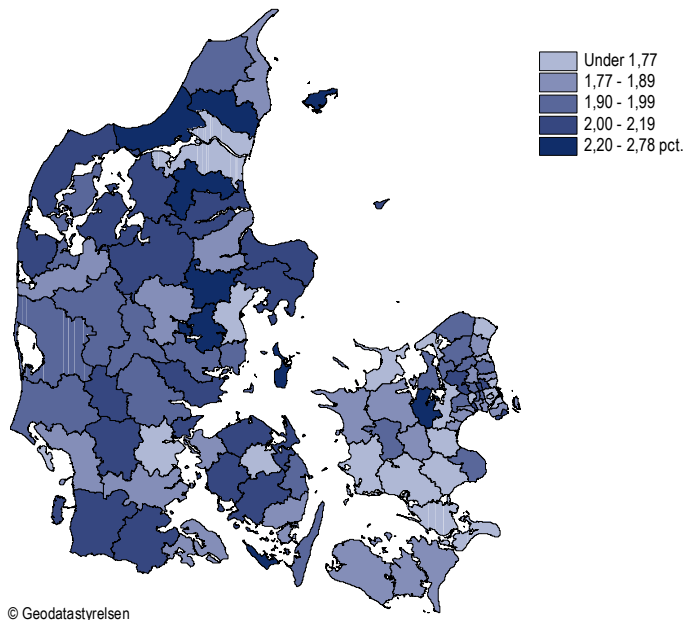 Under 1,77
1,77 - 1,89
1,90 - 1,99
2,00 - 2,19
2,20 - 2,78 pct.
© Geodatastyrelsen